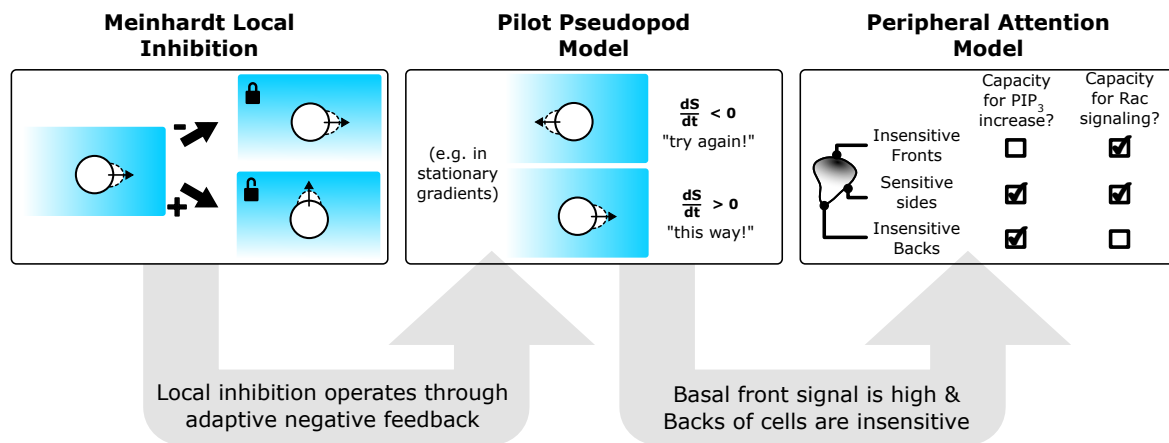 Meinhardt Local
Inhibition
-
+
Pilot Pseudopod
Model
(e.g. in
stationary
gradients)
dS
dt < 0
"try again!"
dS
dt > 0
"this way!"
Peripheral Attention
Model
Capacity
for PIP₃
increase?
Capacity
for Rac
signaling?
Insensitive
Fronts
Sensitive
sides
Insensitive
Backs
Local inhibition operates through
adaptive negative feedback
Basal front signal is high &
Backs of cells are insensitive